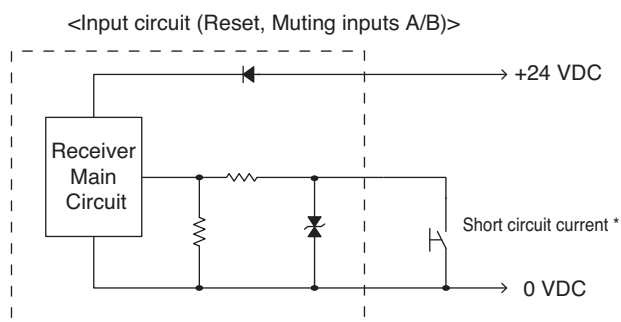 <Input circuit (Reset, Muting inputs A/B)>
+24 VDC
Receiver
Main
Circuit
Short circuit current *
0 VDC